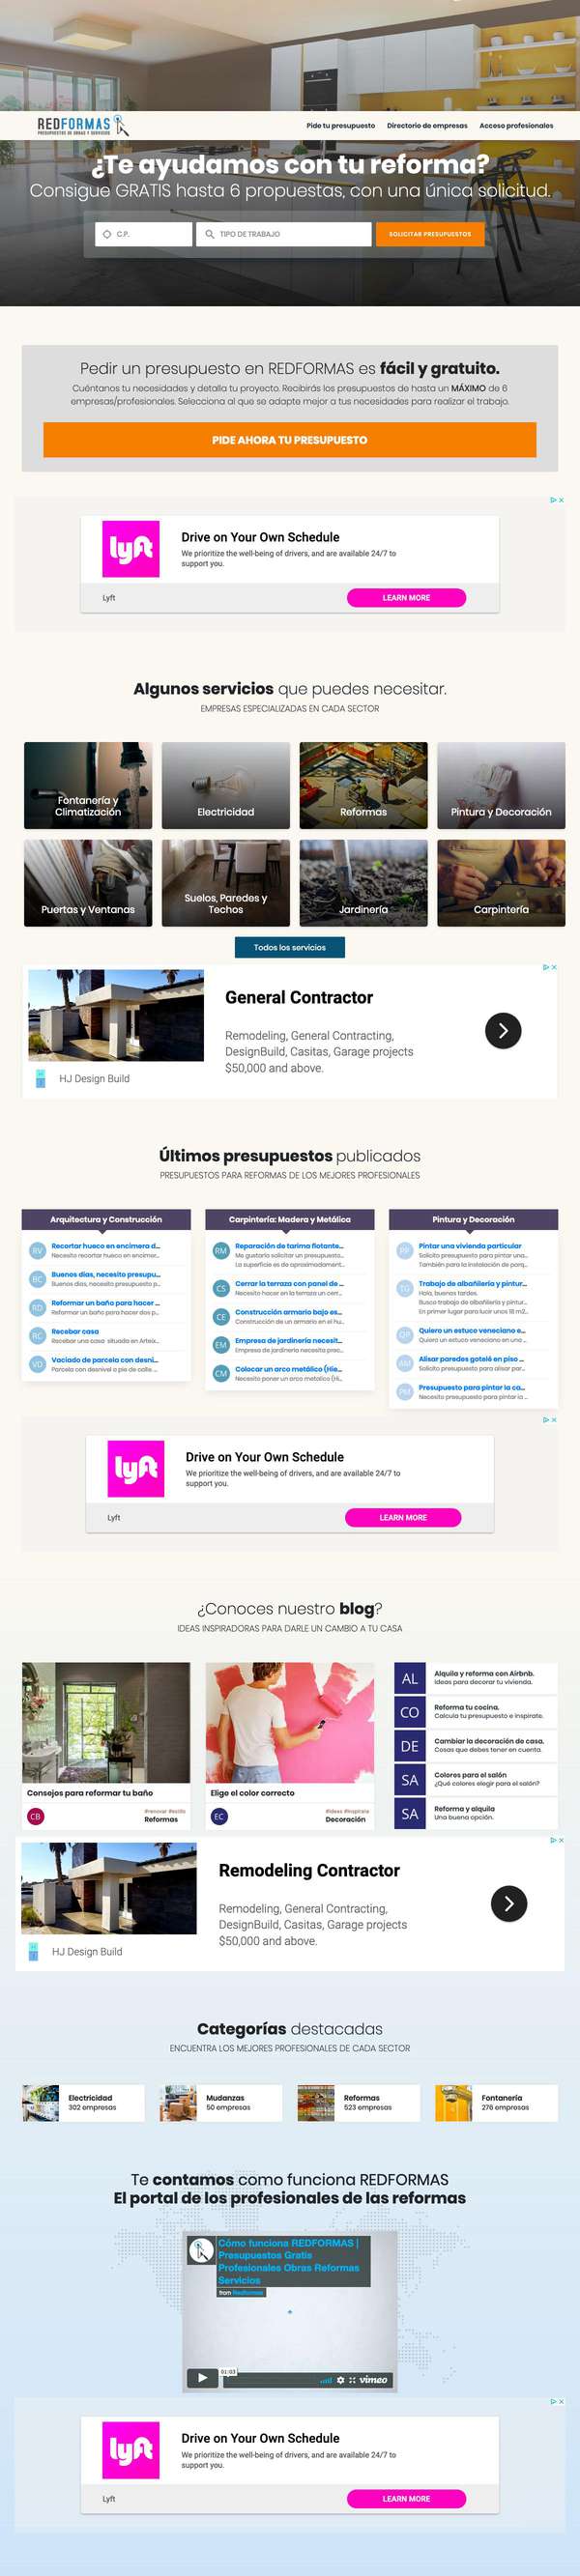 REDFORMAS
PRESUPUESTOS DE OBRAS Y SERVICIOS
Pide tu presupuesto
Directorio de empresas
Acceso profesionales
¿Te ayudamos con tu reforma?
Consigue GRATIS hasta 6 propuestas, con una única solicitud.
C.P.
TIPO DE TRABAJO
SOLICITAR PRESUPUESTOS
Pedir un presupuesto en REDFORMAS es fácil y gratuito.
Cuéntanos tu necesidades y detalla tu proyecto. Recibirás los presupuestos de hasta un MÁXIMO de 6
empresas/profesionales. Selecciona al que se adapte mejor a tus necesidades para realizar el trabajo.
PIDE AHORA TU PRESUPUESTO
lyft
Drive on Your Own Schedule
We prioritize the well-being of drivers, and are available 24/7 to
support you.
Lyft
LEARN MORE
Algunos servicios que puedes necesitar.
EMPRESAS ESPECIALIZADAS EN CADA SECTOR
Fontanería y
Climatización
Electricidad
Reformas
Pintura y Decoración
Puertas y Ventanas
Suelos, Paredes y
Techos
Jardinería
Carpintería
Todos los servicios
General Contractor
Remodeling, General Contracting,
DesignBuild, Casitas, Garage projects
$50,000 and above.
HJ Design Build
Últimos presupuestos publicados
PRESUPUESTOS PARA REFORMAS DE LOS MEJORES PROFESIONALES
Arquitectura y Construcción
RV
Recortar hueco en encimera d...
Necesito recortar hueco en encimer...
BC
Buenos días, necesito presupu...
Buenos días, necesito presupuesto p...
RD
Reformar un baño para hacer ...
Reformar un baño para hacer dos p...
RC
Recebar casa
Recebar una casa situada en Artea...
VD
Vaciado de parcela con desni...
Parcela con desnivel a pie de calle ...
Carpintería: Madera y Metálica
RM
Reparación de tarima flotante...
Me gustaría solicitar un presupuesto...
La superficie es de aproximadament...
CS
Cerrar la terraza con panel de ...
Necesito hacer en la terraza un cerr...
CE
Construcción armario bajo es...
Construcción de un armario en el hu...
EM
Empresa de jardinería necesit...
Empresa de jardinería necesita prec...
CM
Colocar un arco metálico (Hie...
Necesito poner un arco metalico (Hi...
Pintura y Decoración
PP
Pintar una vivienda particular
Solicito presupuesto para pintar una...
También para la instalación de parq...
TG
Trabajo de albañilería y pintur...
Hola, buenas tardes.
Busco trabajo de albañilería y pintur...
En primer lugar para lucir unos 18 m2...
QP
Quiero un estuco veneciano e...
Quiero un estuco veneciano en una ...
AM
Alisar paredes gotelé en piso ...
Solicito presupuesto para alisar par...
PM
Presupuesto para pintar la ca...
Necesito presupuesto para pintar la ...
lyft
Drive on Your Own Schedule
We prioritize the well-being of drivers, and are available 24/7 to
support you.
Lyft
LEARN MORE
¿Conoces nuestro blog?
IDEAS INSPIRADORAS PARA DARLE UN CAMBIO A TU CASA
Consejos para reformar tu baño
CB
#renovar #estilo
Reformas
Elige el color correcto
EC
#ideas #inspírate
Decoración
AL
Alquila y reforma con Airbnb.
Ideas para decorar tu vivienda.
CO
Reforma tu cocina.
Calcula tu presupuesto e inspírate.
DE
Cambiar la decoración de casa.
Cosas que debes tener en cuenta.
SA
Colores para el salón
¿Qué colores elegir para el salón?
SA
Reforma y alquila
Una buena opción.
Remodeling Contractor
Remodeling, General Contracting,
DesignBuild, Casitas, Garage projects
$50,000 and above.
HJ Design Build
Categorías destacadas
ENCUENTRA LOS MEJORES PROFESIONALES DE CADA SECTOR
Electricidad
302 empresas
Mudanzas
50 empresas
Reformas
523 empresas
Fontanería
276 empresas
Te contamos como funciona REDFORMAS
El portal de los profesionales de las reformas
Cómo funciona REDFORMAS |
Presupuestos Gratis
Profesionales Obras Reformas
Servicios
from Redformas
01:03
vimeo
lyft
Drive on Your Own Schedule
We prioritize the well-being of drivers, and are available 24/7 to
support you.
Lyft
LEARN MORE